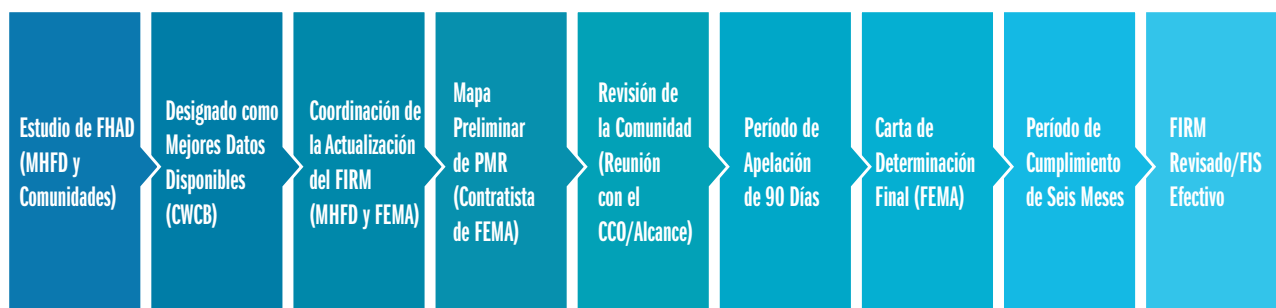 Estudio de FHAD
(MHFD y
Comunidades)
Designado como
Mejores Datos
Disponibles
(CWCB)
Coordinación de
la Actualización
del FIRM
(MHFD y FEMA)
Mapa
Preliminar
de PMR
(Contratista
de FEMA)
Revisión de
la Comunidad
(Reunión
con el
CCO/Alcance)
Período de
Apelación
de 90 Días
Carta de
Determinación
Final (FEMA)
Período de
Cumplimiento
de Seis Meses
FIRM
Revisado/FIS
Efectivo